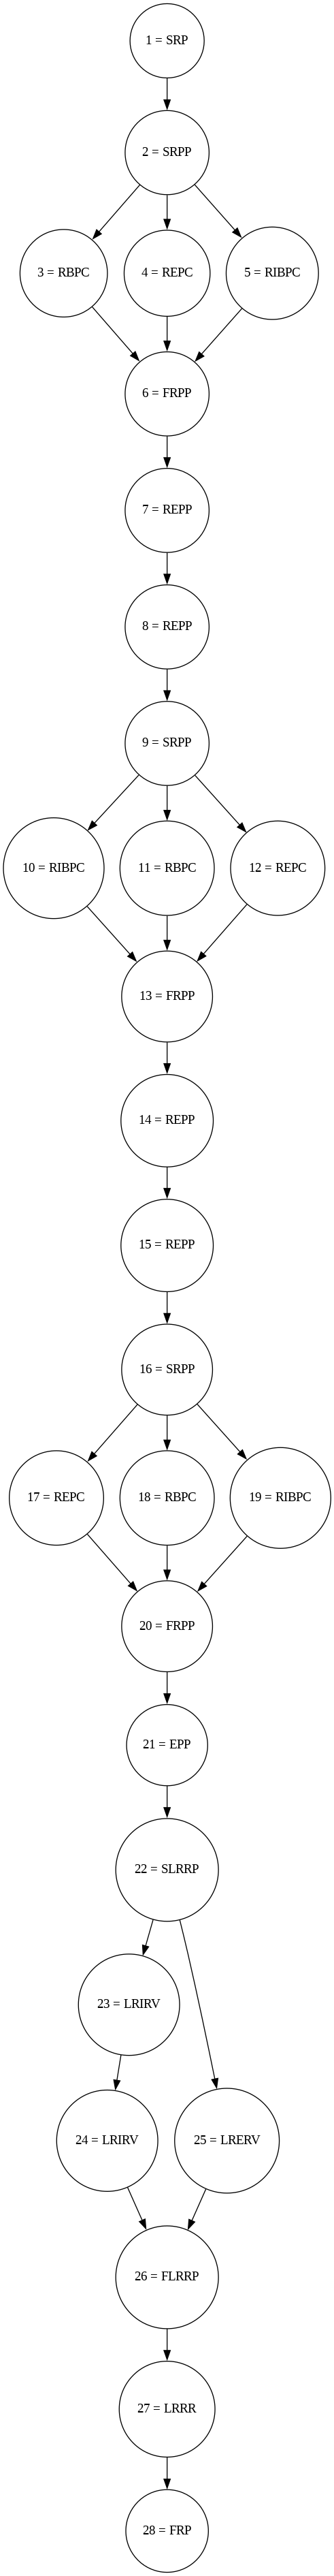 1 = SRP
2 = SRPP
3 = RBPC
4 = REPC
5 = RIBPC
6 = FRPP
7 = REPP
8 = REPP
9 = SRPP
10 = RIBPC
11 = RBPC
12 = REPC
13 = FRPP
14 = REPP
15 = REPP
16 = SRPP
17 = REPC
18 = RBPC
19 = RIBPC
20 = FRPP
21 = EPP
22 = SLRRP
23 = LRIRV
24 = LRIRV
25 = LRERV
26 = FLRRP
27 = LRRR
28 = FRP